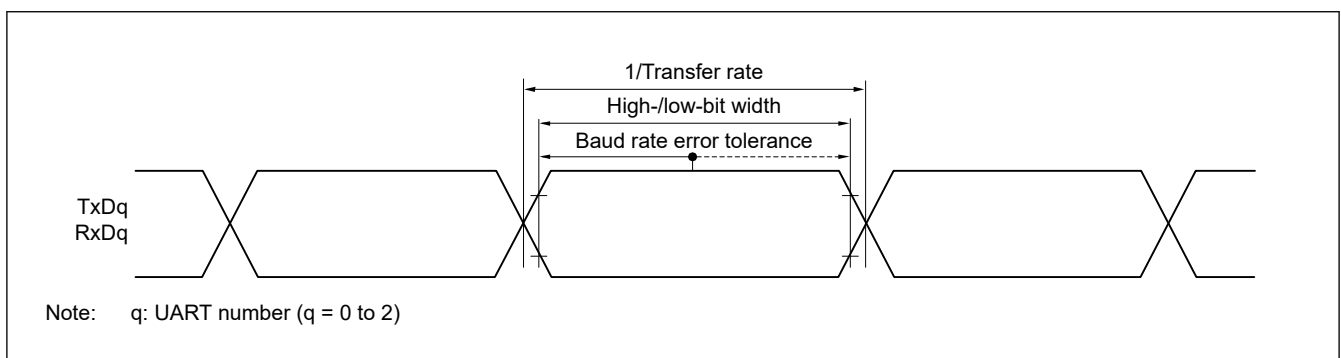 1/Transfer rate
High-/low-bit width
Baud rate error tolerance
TxDq
RxDq
Note: q: UART number (q = 0 to 2)